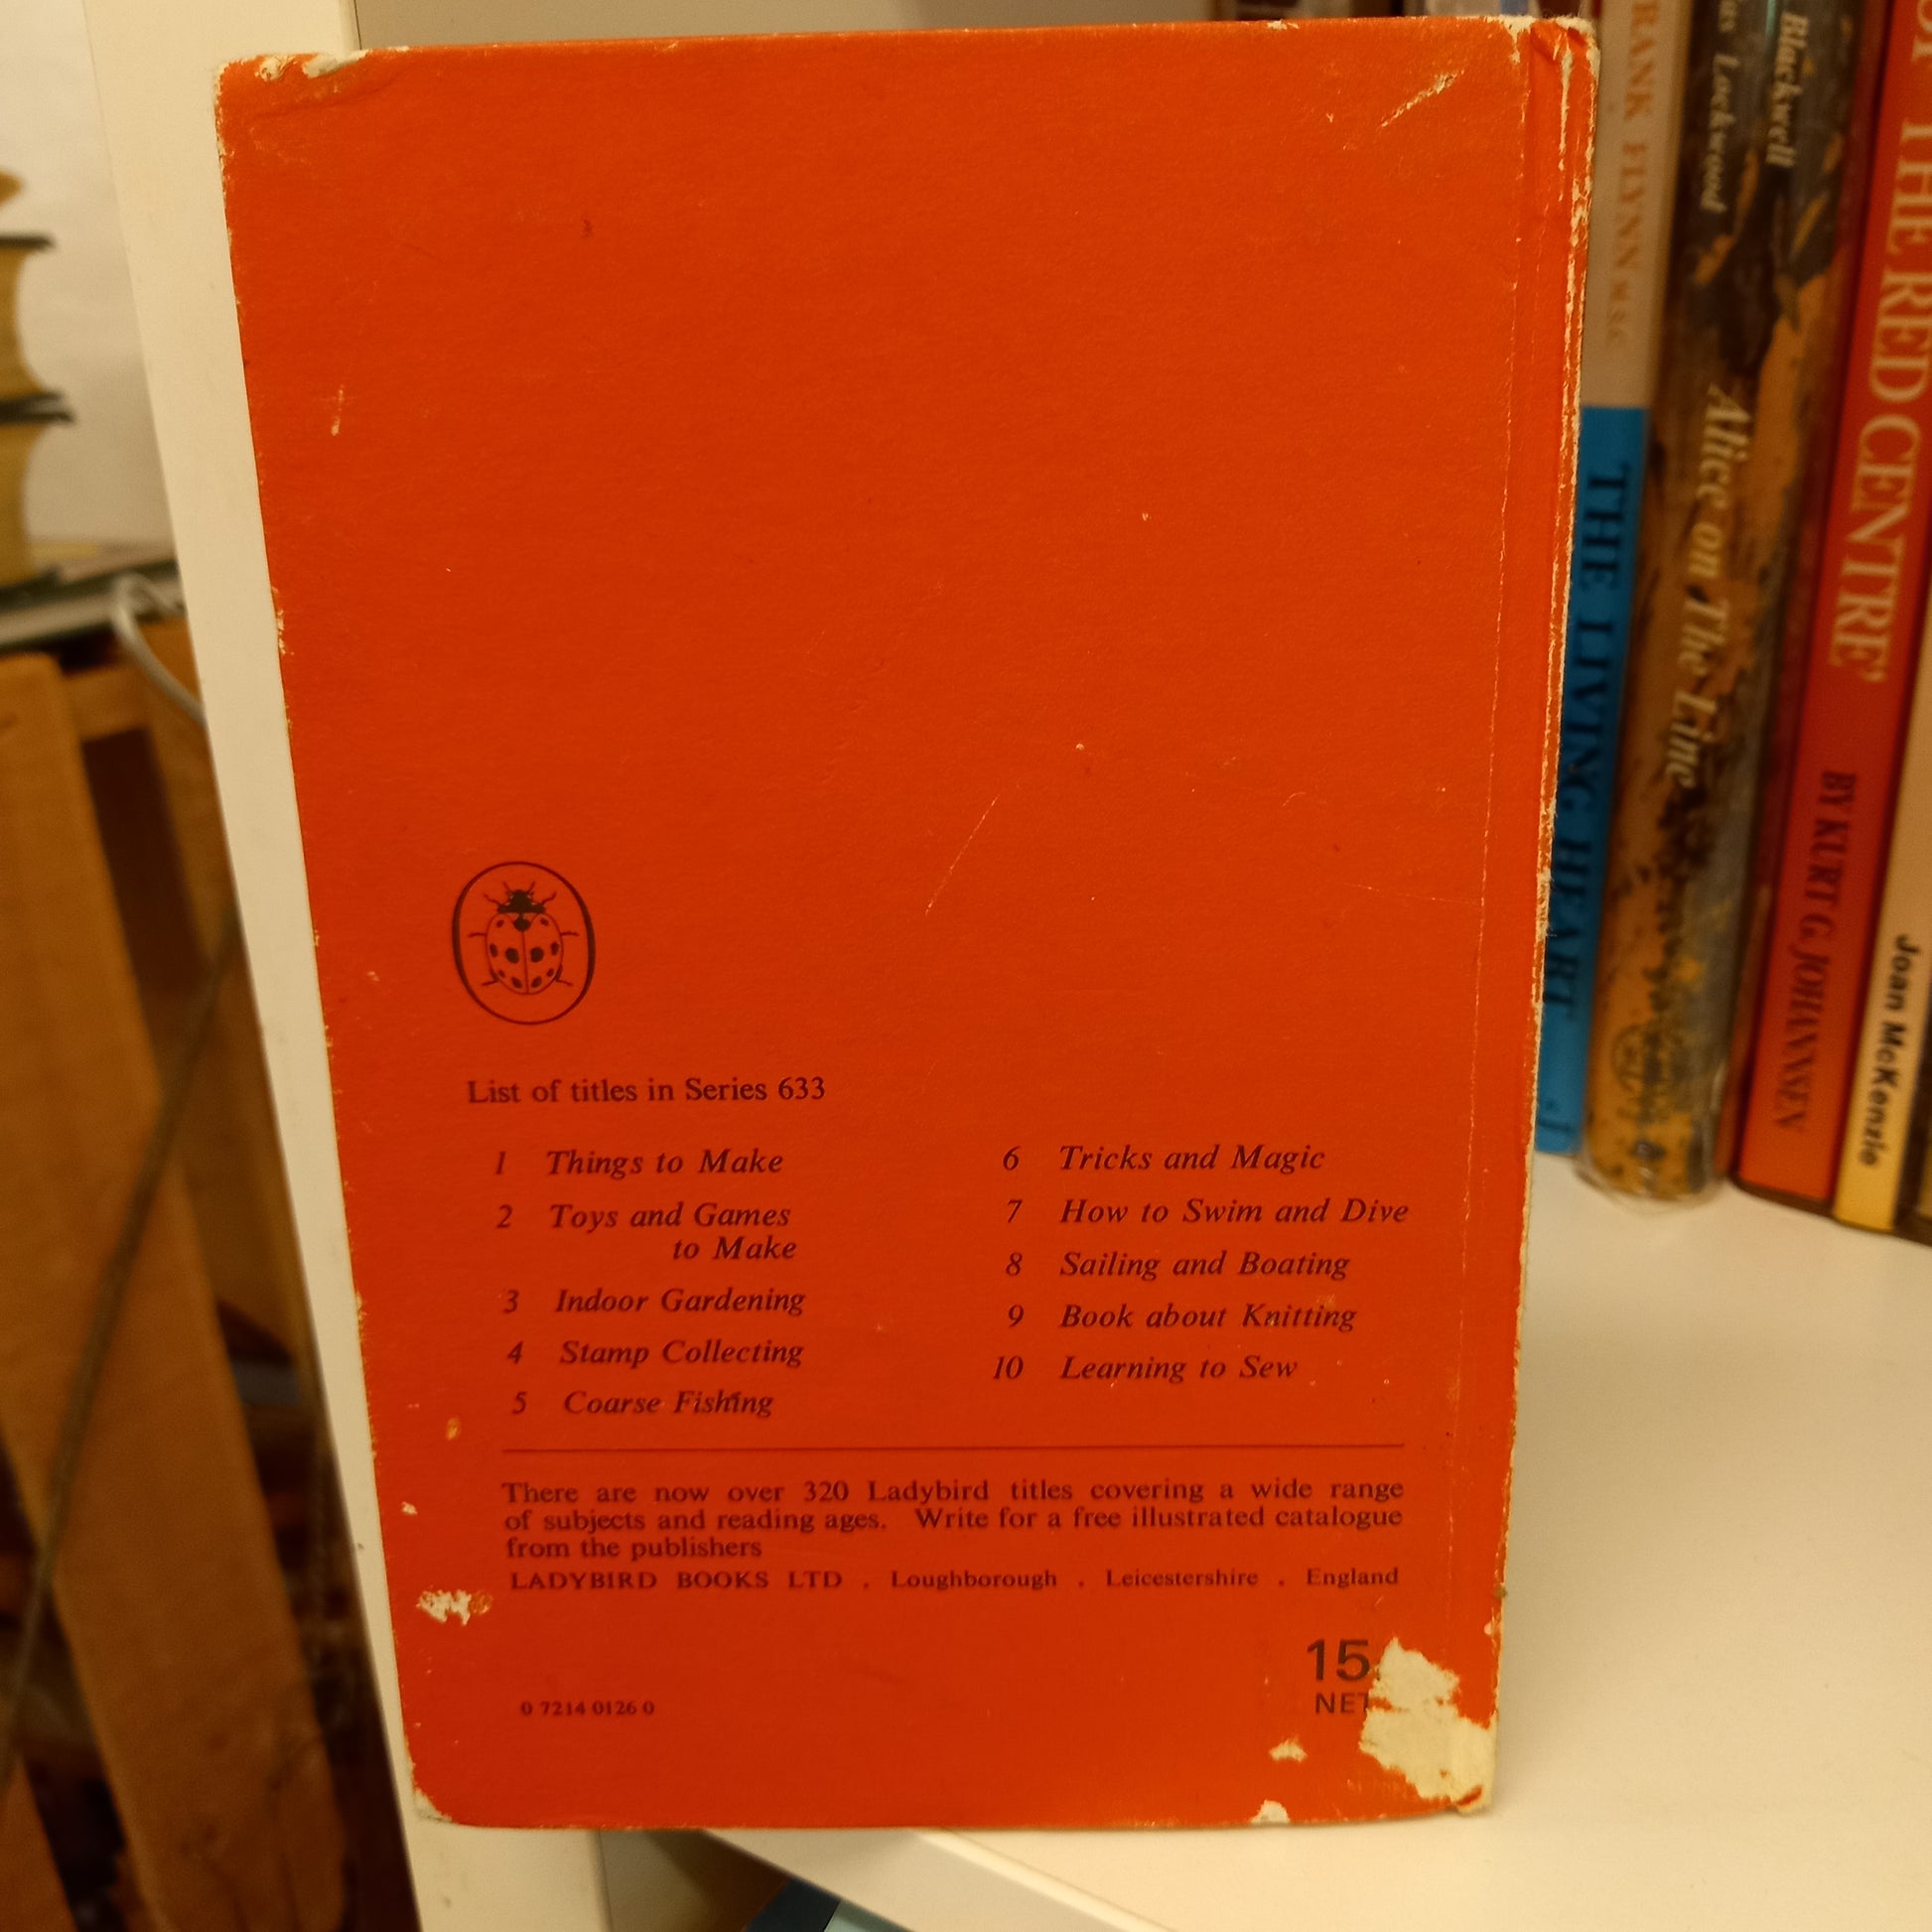 List of titles in Series 633
1 Things to Make
2 Toys and Games
to Make
3 Indoor Gardening
4 Stamp Collecting
5 Coarse Fishing
6 Tricks and Magic
7 How to Swim and Dive
8 Sailing and Boating
9 Book about Knitting
10 Learning to Sew
There are now over 320 Ladybird titles covering a wide range
of subjects and reading ages. Write for a free illustrated catalogue
from the publishers
LADYBIRD BOOKS LTD . Loughborough . Leicestershire . England
15
NET
0 7214 0126 0
FRANK FLYNN M.S.C.
THE LIVING HEART
Blackwell
Lockwood
Alice on The Line
THE RED CENTRE'
BY KURT G. JOHANNSEN
Joan McKenzie